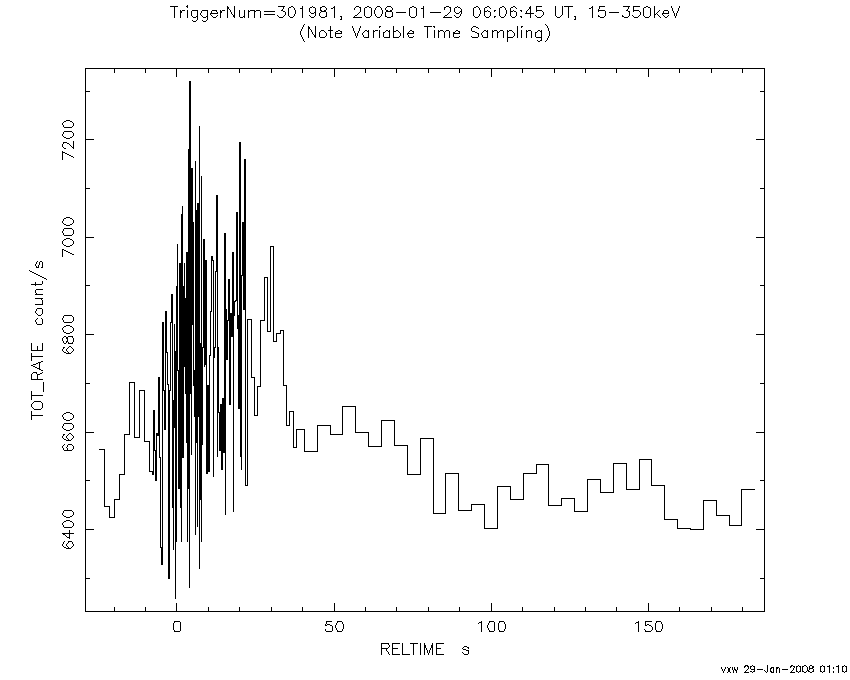 TriggerNum=301981, 2008-01-29 06:06:45 UT, 15-350keV
(Note Variable Time Sampling)
7200
7000
6800
6600
6400
TOT_RATE count/s
0 50 100 150
RELTIME s
vxw 29-Jan-2008 01:10